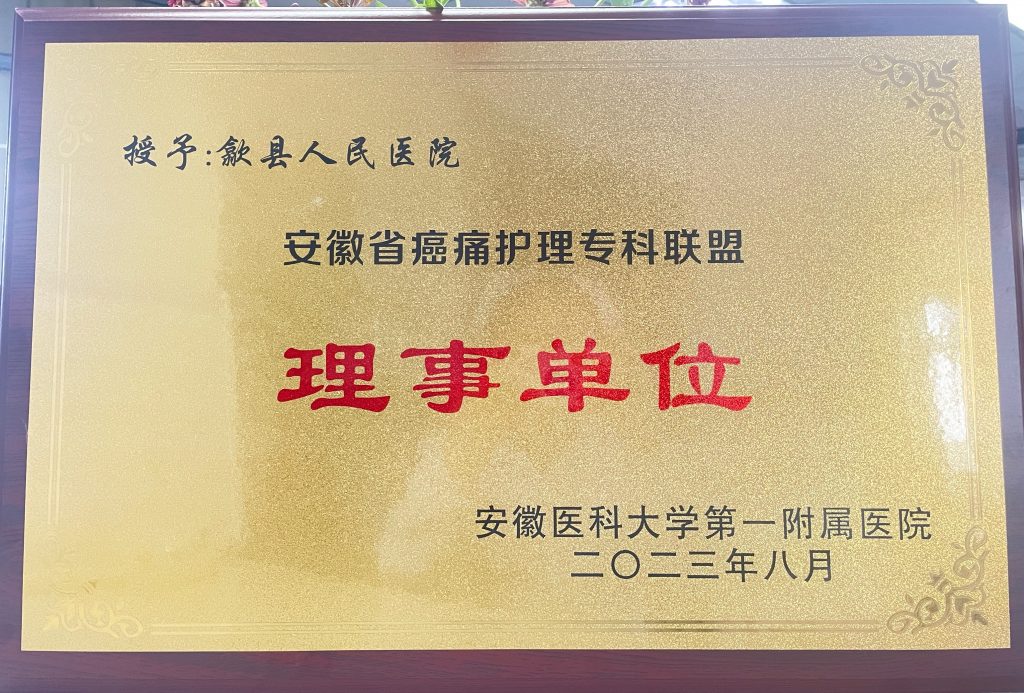 授予:歙县人民医院
安徽省癌痛护理专科联盟
理事单位
安徽医科大学第一附属医院
二〇二三年八月